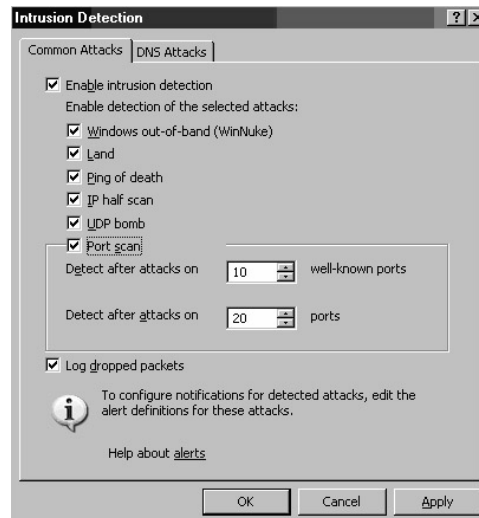 Intrusion Detection
Common Attacks
DNS Attacks
Enable intrusion detection
Enable detection of the selected attacks:
Windows out-of-band (WinNuke)
Land
Ping of death
IP half scan
UDP bomb
Port scan
Detect after attacks on 10 well-known ports
Detect after attacks on 20 ports
Log dropped packets
To configure notifications for detected attacks, edit the
alert definitions for these attacks.
Help about alerts
OK
Cancel
Apply